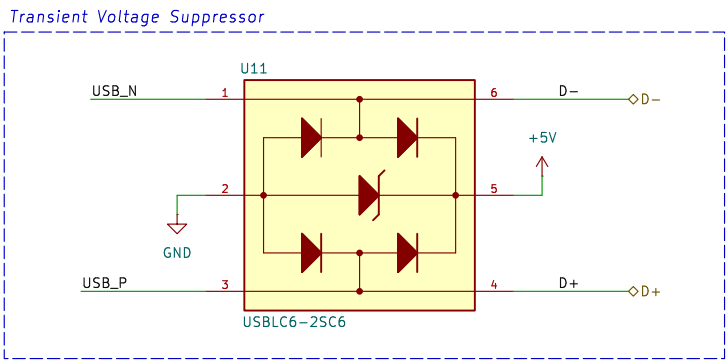 Transient Voltage Suppressor
U11
USB_N 1 6 D- D-
+5V
2 5
GND
USB_P 3 4 D+ D+
USBLC6-2SC6